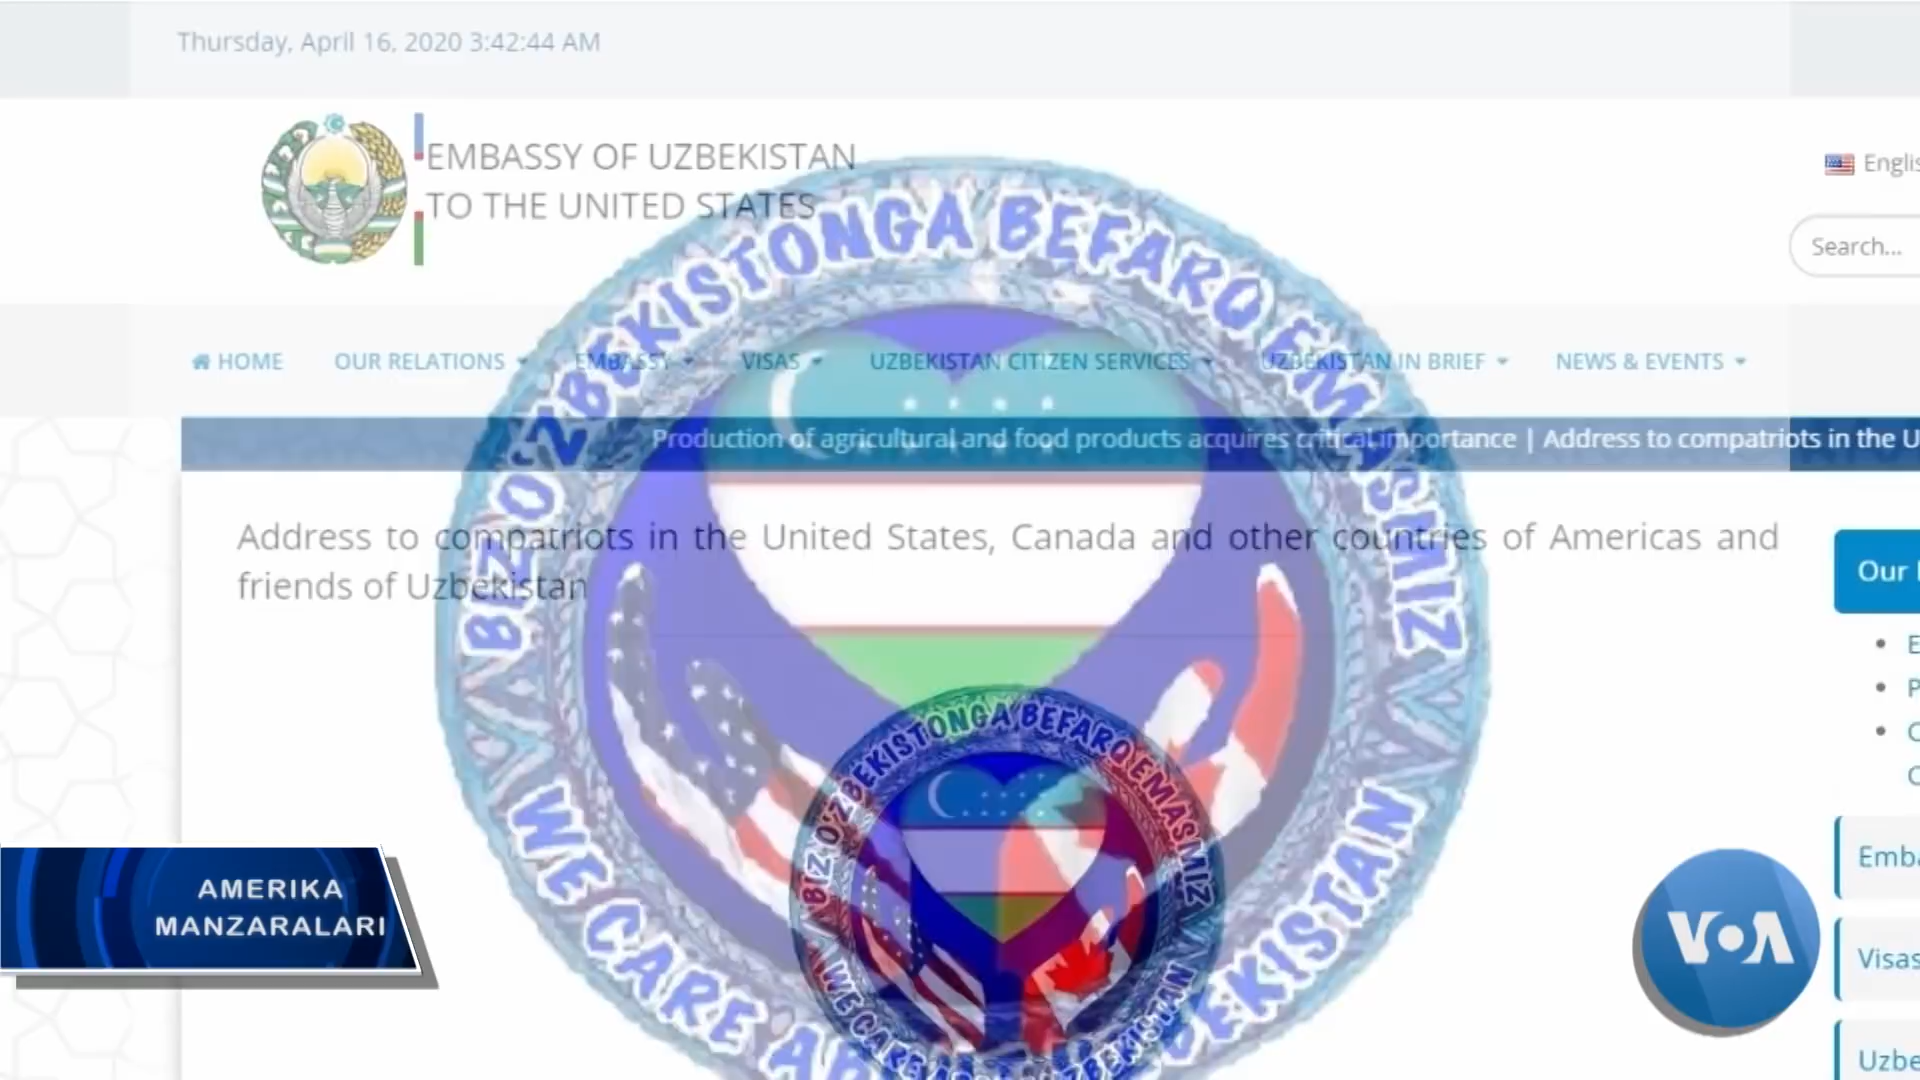 Thursday, April 16, 2020 3:42:44 AM
EMBASSY OF UZBEKISTAN
TO THE UNITED STATES
Englis
Search...
HOME
OUR RELATIONS
EMBASSY
VISAS
UZBEKISTAN CITIZEN SERVICES
UZBEKISTAN IN BRIEF
NEWS & EVENTS
Production of agricultural and food products acquires critical importance | Address to compatriots in the U
Address to compatriots in the United States, Canada and other countries of Americas and
friends of Uzbekistan
Our
E
P
C
C
Emba
Visas
Uzbe
BIZ O'ZBEKISTONGA BEFARQ EMASMIZ
WE CARE AB
BEKISTAN
BIZ O'ZBEKISTONGA BEFARQ EMASMIZ
WE CARE ABOUT UZBEKISTAN
AMERIKA
MANZARALARI
VOA